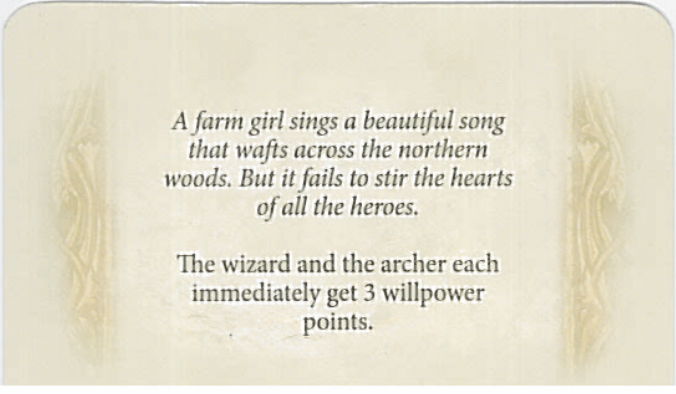 A farm girl sings a beautiful song
that wafts across the northern
woods. But it fails to stir the hearts
of all the heroes.
The wizard and the archer each
immediately get 3 willpower
points.